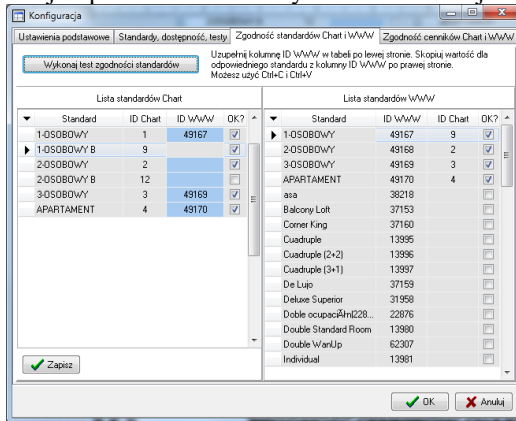 Konfiguracja
Ustawienia podstawowe Standardy, dostępność, testy Zgodność standardów Chart i WWW Zgodność cenników Chart i WWW
Wykonaj test zgodności standardów
Uzupełnij kolumnę ID WWW w tabeli po lewej stronie. Skopiuj wartość dla
odpowiedniego standardu z kolumny ID WWW po prawej stronie.
Możesz użyć Ctrl+C i Ctrl+V
Lista standardów Chart
Standard ID Chart ID WWW OK?
1-OSOBOWY 1 49167
1-OSOBOWY B 9
2-OSOBOWY 2
2-OSOBOWY B 12
3-OSOBOWY 3 49169
APARTAMENT 4 49170
Zapisz
Lista standardów WWW
Standard ID WWW ID Chart OK?
1-OSOBOWY 49167 9
2-OSOBOWY 49168 2
3-OSOBOWY 49169 3
APARTAMENT 49170 4
asa 38218
Balcony Loft 37153
Corner King 37160
Cuadruple 13995
Cuadruple (2+2) 13996
Cuadruple (3+1) 13997
De Lujo 37159
Deluxe Superior 31958
Doble 22876
Double Standard Room 13980
Double WanUp 62307
Individual 13981
OK Anuluj